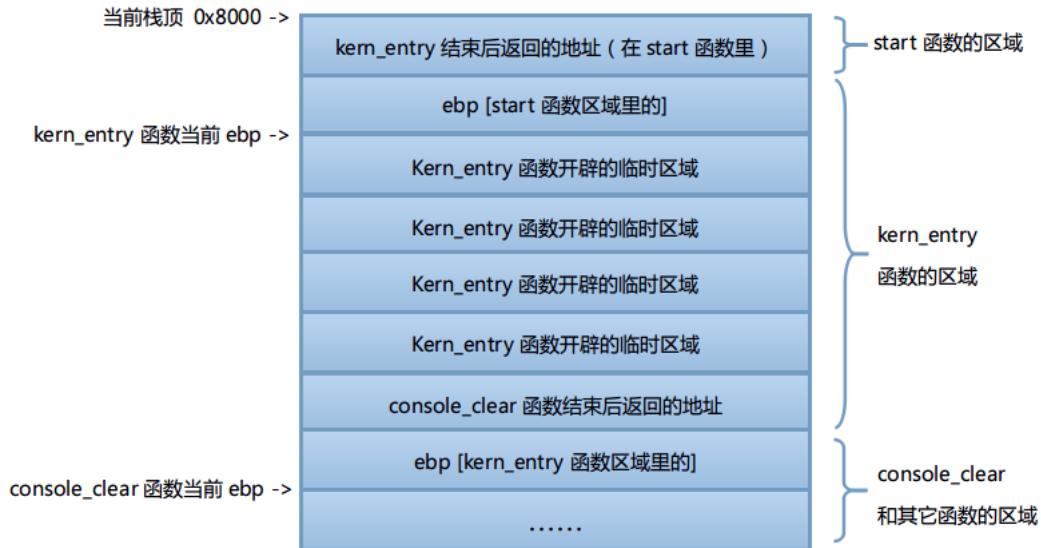 当前栈顶 0x8000 ->
kern_entry 结束后返回的地址（在 start 函数里）
start 函数的区域
ebp [start 函数区域里的]
kern_entry 函数当前 ebp ->
Kern_entry 函数开辟的临时区域
Kern_entry 函数开辟的临时区域
kern_entry
函数的区域
Kern_entry 函数开辟的临时区域
Kern_entry 函数开辟的临时区域
console_clear 函数结束后返回的地址
ebp [kern_entry 函数区域里的]
console_clear 函数当前 ebp ->
console_clear
和其它函数的区域
……